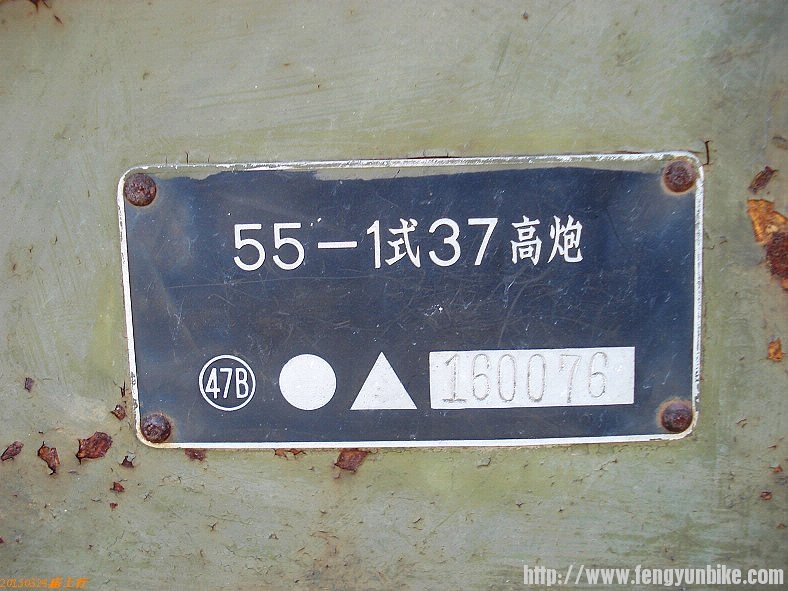 55-1式37高炮
47B 160076
http://www.fengyunbike.com